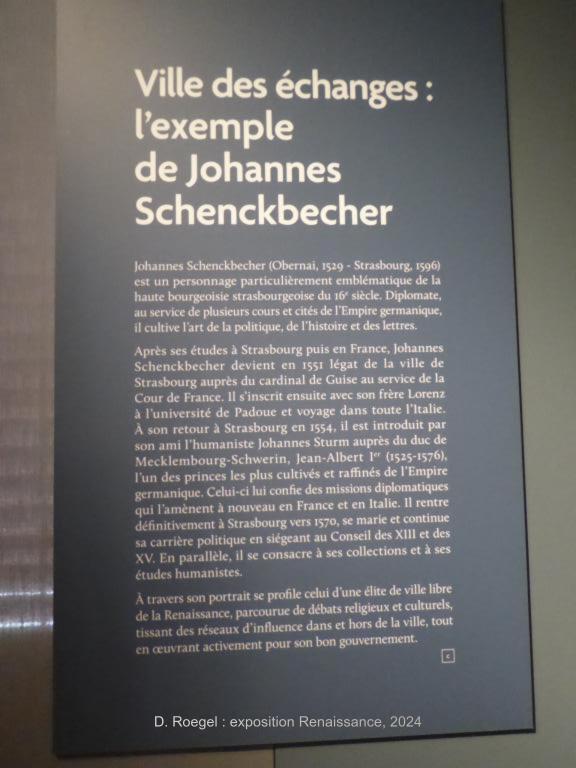 Ville des échanges :
l'exemple
de Johannes
Schenckbecher
Johannes Schenckbecher (Obernai, 1529 - Strasbourg, 1596)
est un personnage particulièrement emblématique de la
haute bourgeoisie strasbourgeoise du 16e siècle. Diplomate,
au service de plusieurs cours et cités de l'Empire germanique,
il cultive l'art de la politique, de l'histoire et des lettres.
Après ses études à Strasbourg puis en France, Johannes
Schenckbecher devient en 1551 légat de la ville de
Strasbourg auprès du cardinal de Guise au service de la
Cour de France. Il s'inscrit ensuite avec son frère Lorenz
à l'université de Padoue et voyage dans toute l'Italie.
À son retour à Strasbourg en 1554, il est introduit par
son ami l'humaniste Johannes Sturm auprès du duc de
Mecklembourg-Schwerin, Jean-Albert Ier (1525-1576),
l'un des princes les plus cultivés et raffinés de l'Empire
germanique. Celui-ci lui confie des missions diplomatiques
qui l'amènent à nouveau en France et en Italie. Il rentre
définitivement à Strasbourg vers 1570, se marie et continue
sa carrière politique en siégeant au Conseil des XIII et des
XV. En parallèle, il se consacre à ses collections et à ses
études humanistes.
À travers son portrait se profile celui d'une élite de ville libre
de la Renaissance, parcourue de débats religieux et culturels,
tissant des réseaux d'influence dans et hors de la ville, tout
en œuvrant activement pour son bon gouvernement.
c
D. Roegel : exposition Renaissance, 2024